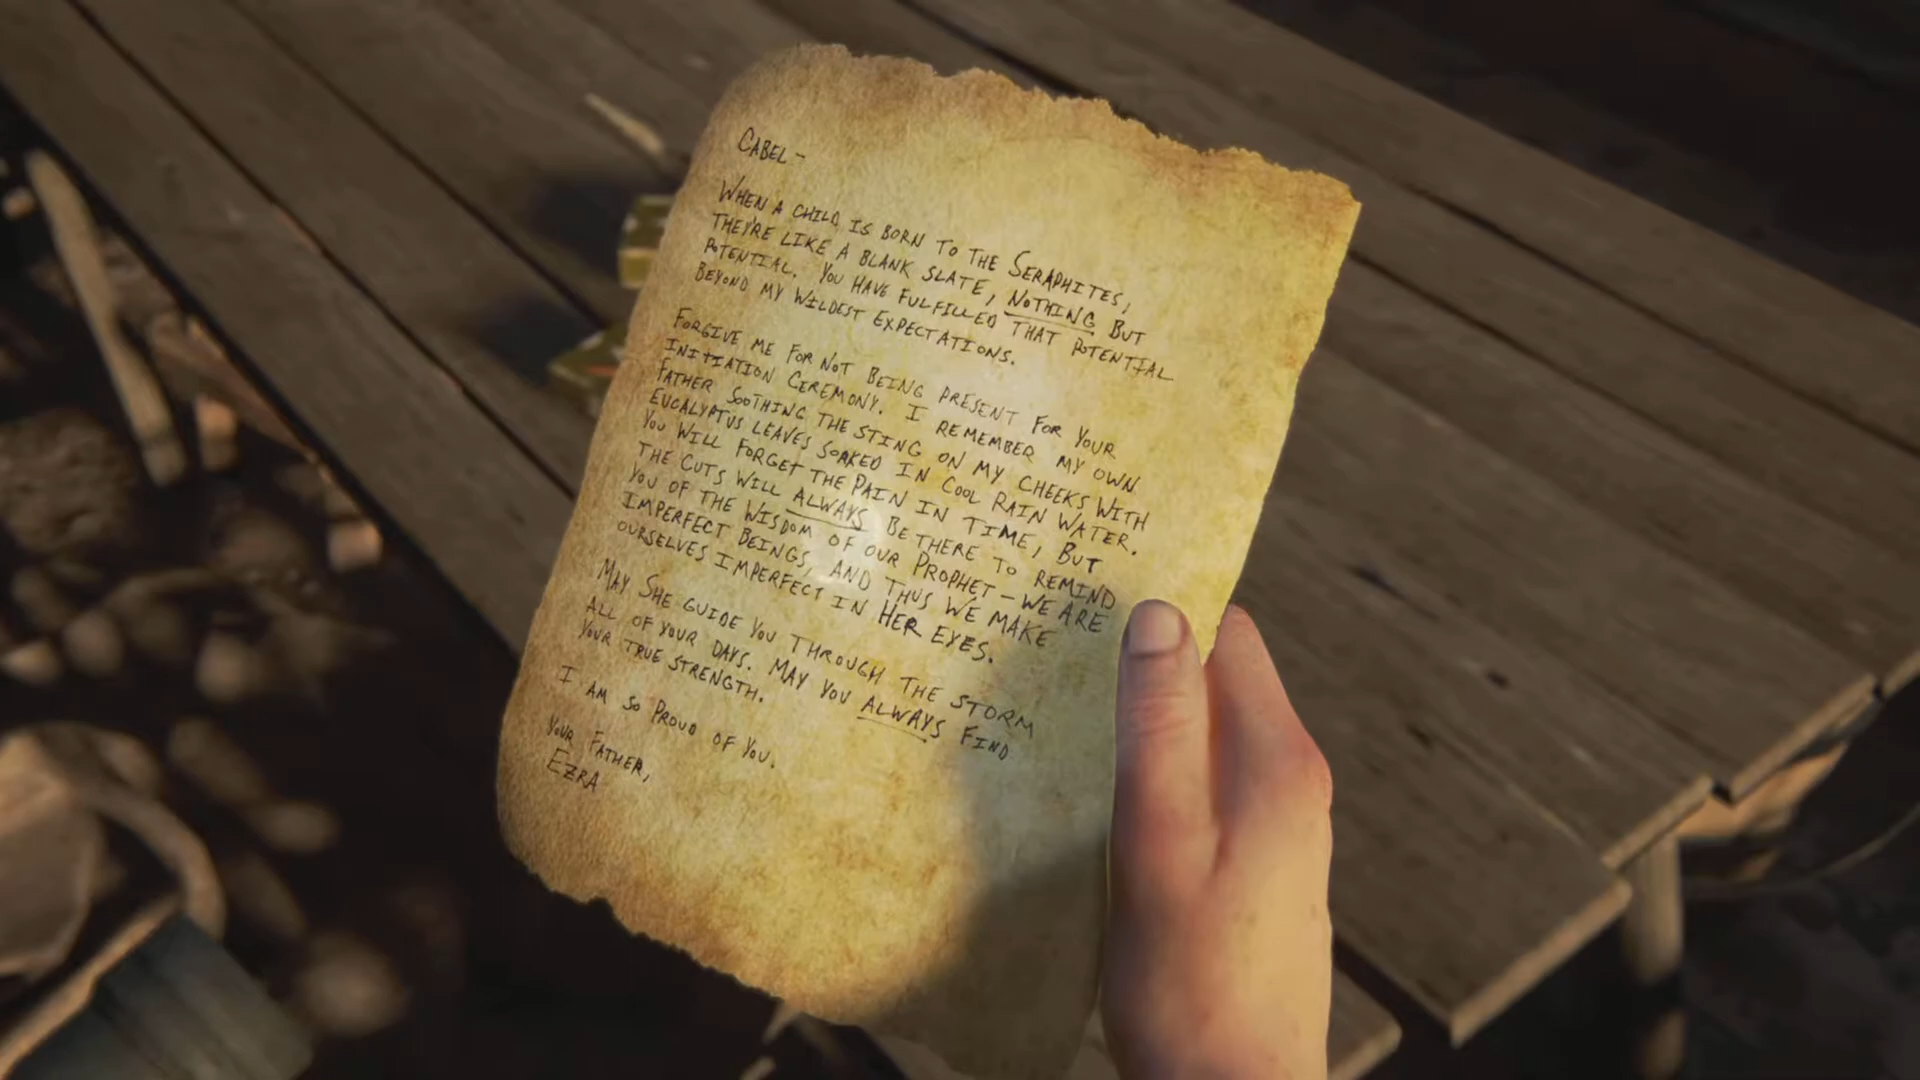 CABEL -
WHEN A CHILD IS BORN TO THE SERAPHITES,
THEY'RE LIKE A BLANK SLATE, NOTHING BUT
POTENTIAL. YOU HAVE FULFILLED THAT POTENTIAL
BEYOND MY WILDEST EXPECTATIONS.
FORGIVE ME FOR NOT BEING PRESENT FOR YOUR
INITIATION CEREMONY. I REMEMBER MY OWN
FATHER SOOTHING THE STING ON MY CHEEKS WITH
EUCALYPTUS LEAVES SOAKED IN COOL RAIN WATER.
YOU WILL FORGET THE PAIN IN TIME, BUT
THE CUTS WILL ALWAYS BE THERE TO REMIND
YOU OF THE WISDOM OF OUR PROPHET - WE ARE
IMPERFECT BEINGS, AND THUS WE MAKE
OURSELVES IMPERFECT IN HER EYES.
MAY SHE GUIDE YOU THROUGH THE STORM
ALL OF YOUR DAYS. MAY YOU ALWAYS FIND
YOUR TRUE STRENGTH.
I AM SO PROUD OF YOU.
YOUR FATHER,
EZRA